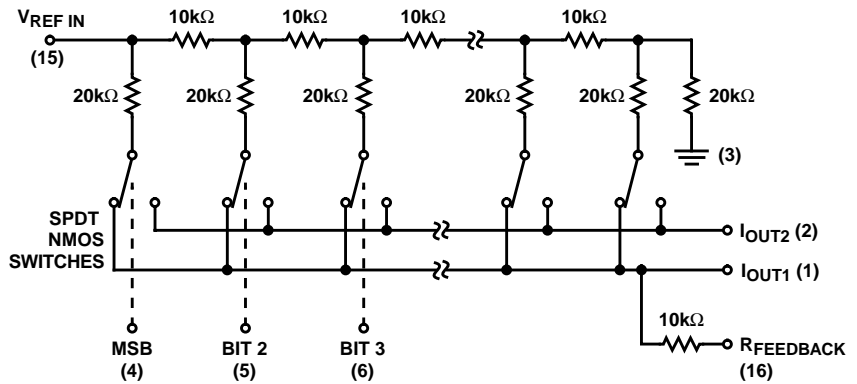 V REF IN
(15)
10kΩ
10kΩ
10kΩ
10kΩ
20kΩ
20kΩ
20kΩ
20kΩ
20kΩ
20kΩ
(3)
SPDT
NMOS
SWITCHES
IOUT2 (2)
IOUT1 (1)
10kΩ
RFEEDBACK
(16)
MSB
(4)
BIT 2
(5)
BIT 3
(6)